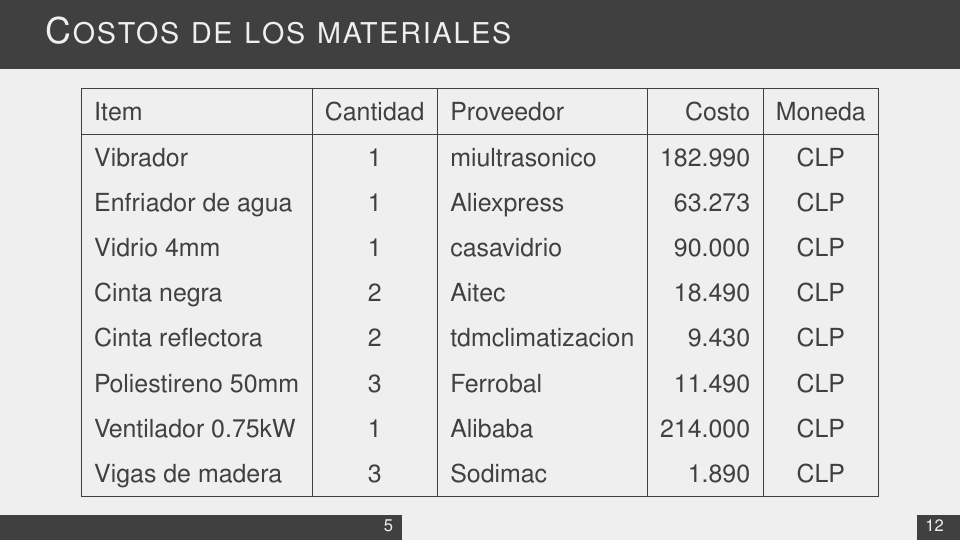 COSTOS DE LOS MATERIALES
Item Cantidad Proveedor Costo Moneda
Vibrador 1 miultrasonico 182.990 CLP
Enfriador de agua 1 Aliexpress 63.273 CLP
Vidrio 4mm 1 casavidrio 90.000 CLP
Cinta negra 2 Aitec 18.490 CLP
Cinta reflectora 2 tdmclimatizacion 9.430 CLP
Poliestireno 50mm 3 Ferrobal 11.490 CLP
Ventilador 0.75kW 1 Alibaba 214.000 CLP
Vigas de madera 3 Sodimac 1.890 CLP
5 12